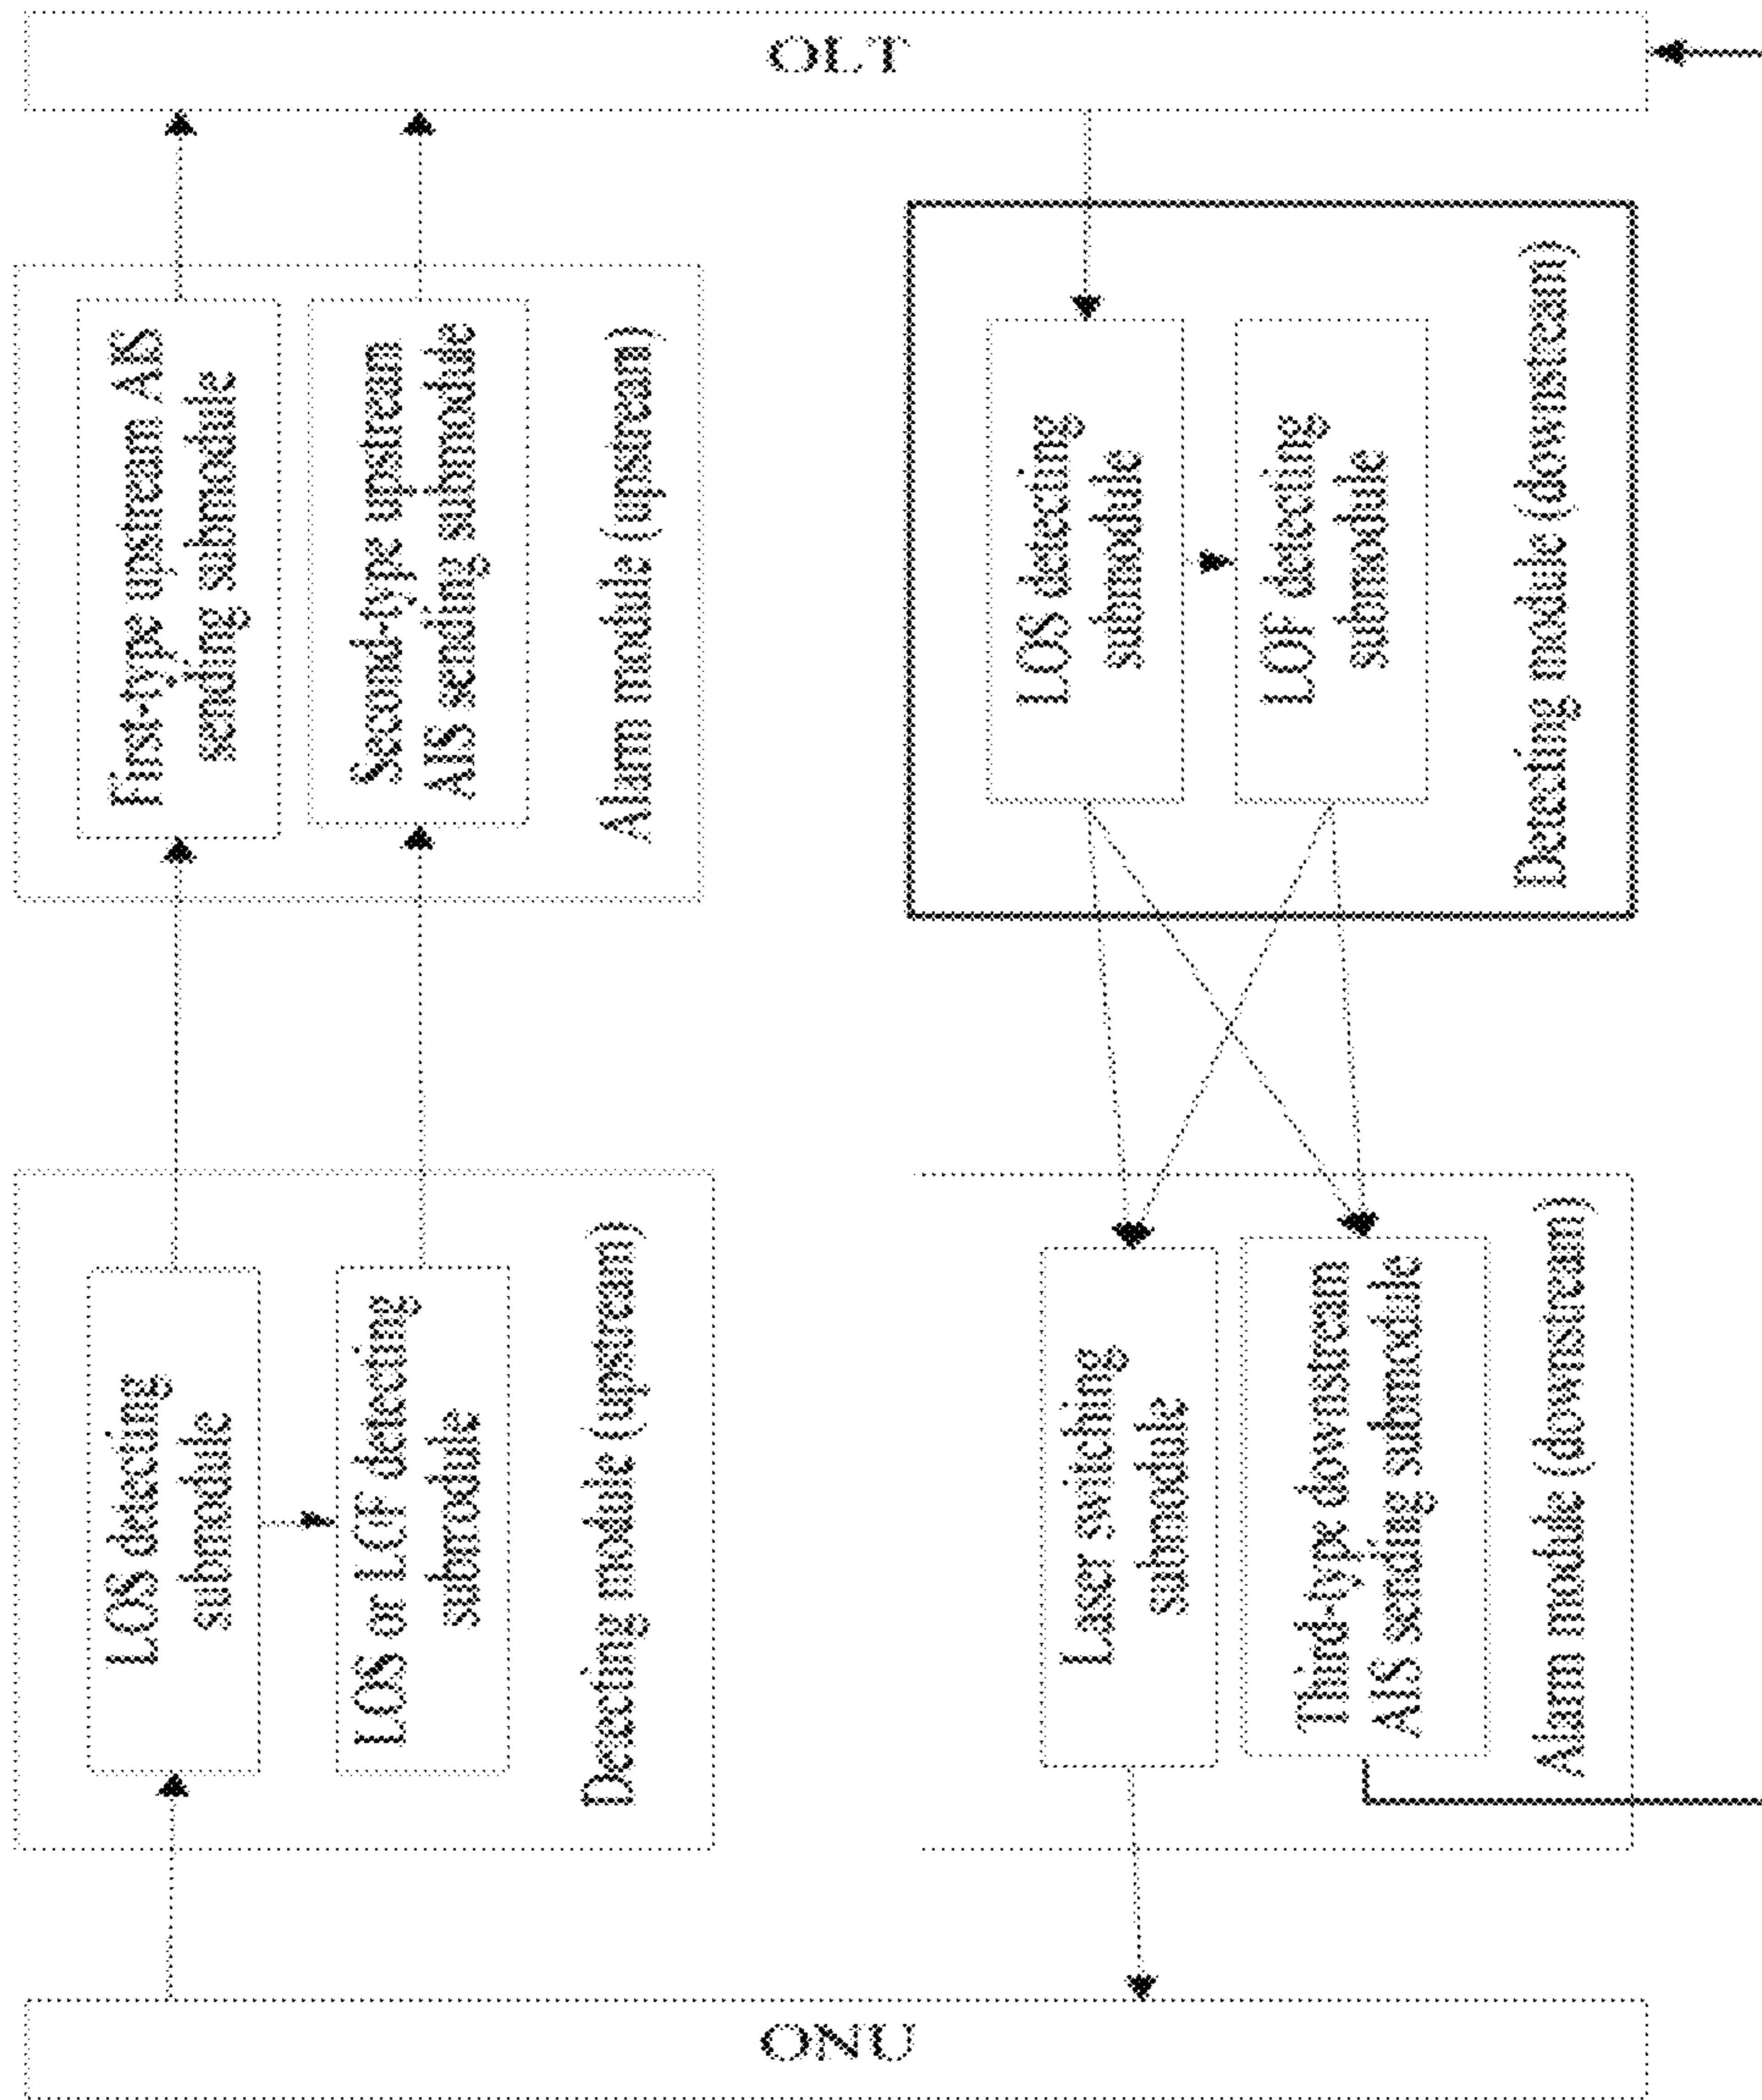 OLT
First-type upstream AIS
sending submodule
Second-type upstream
AIS sending submodule
Alarm module (upstream)
LOS detecting
submodule
LOF detecting
submodule
Detecting module (downstream)
LOS detecting
submodule
LOS or LOF detecting
submodule
Detecting module (upstream)
Laser switching
submodule
Third-type downstream
AIS sending submodule
Alarm module (downstream)
ONU